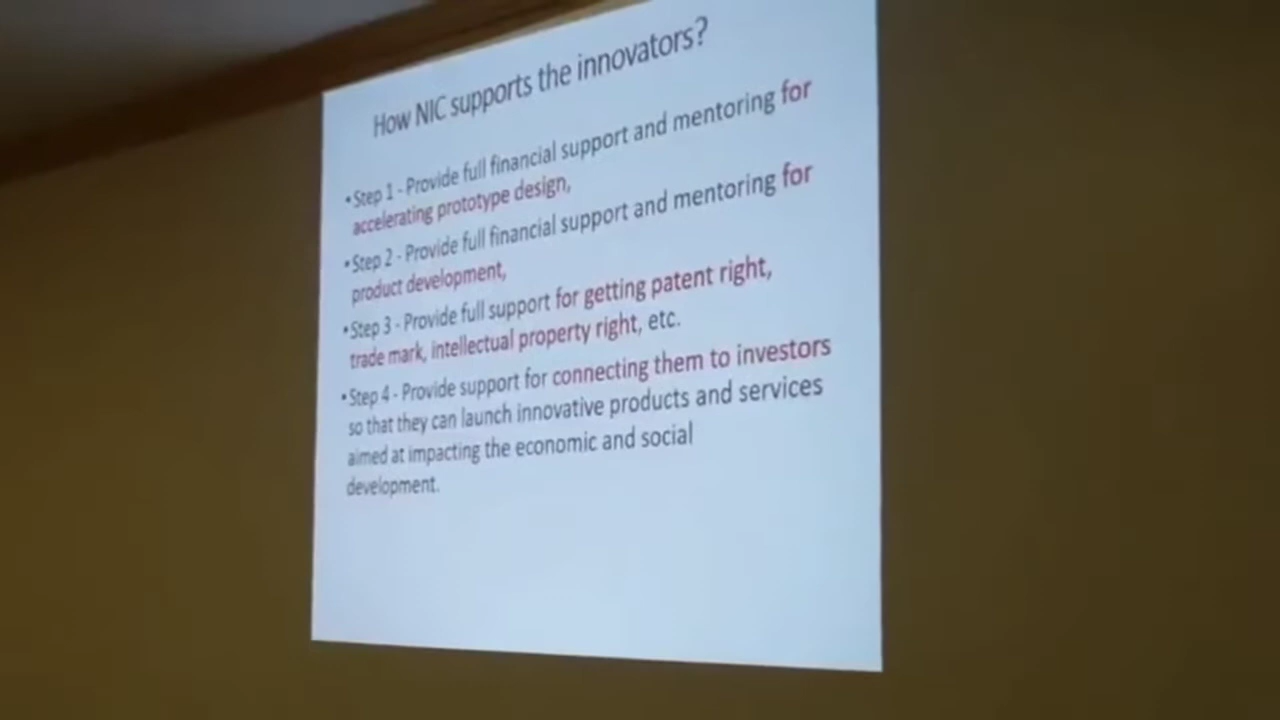 How NIC supports the innovators?
• Step 1 - Provide full financial support and mentoring for
accelerating prototype design,
• Step 2 - Provide full financial support and mentoring for
product development,
• Step 3 - Provide full support for getting patent right,
trade mark, intellectual property right, etc.
• Step 4 - Provide support for connecting them to investors
so that they can launch innovative products and services
aimed at impacting the economic and social
development.